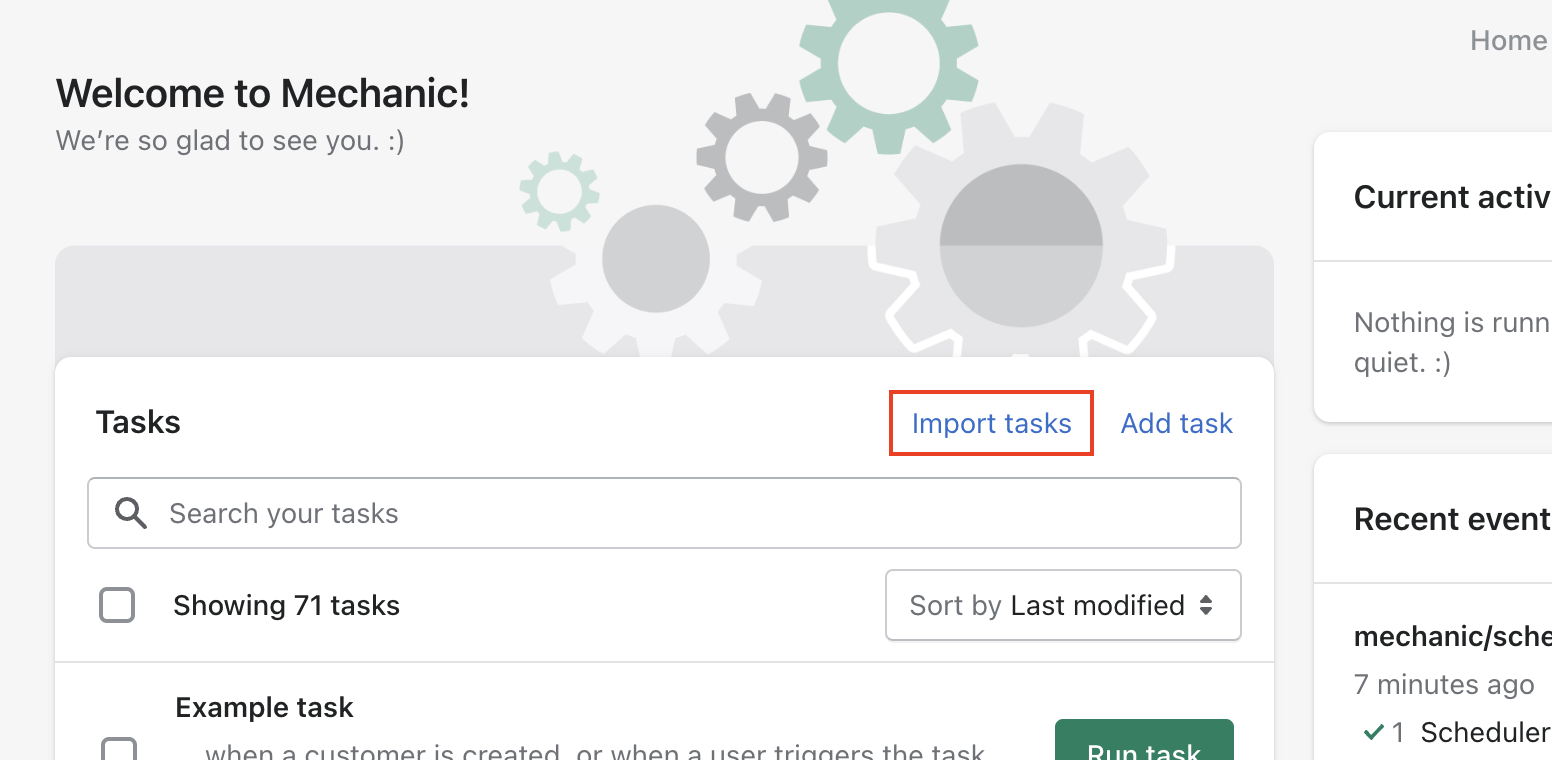 Home
Welcome to Mechanic!
We’re so glad to see you. :)
Tasks
Import tasks
Add task
Search your tasks
Showing 71 tasks
Sort by Last modified
Example task
when a customer is created, or when a user triggers the task
Run task
Current activ
Nothing is runn
quiet. :)
Recent event
mechanic/sche
7 minutes ago
1 Scheduler